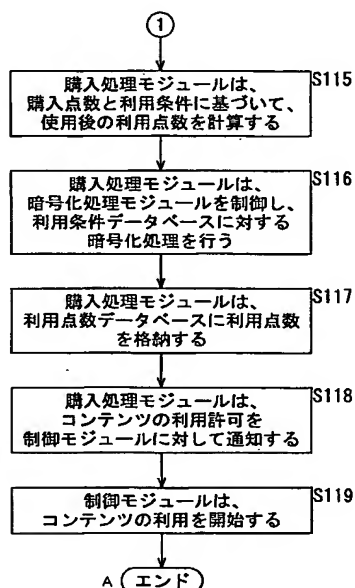 1
購入処理モジュールは、
購入点数と利用条件に基づいて、
使用後の利用点数を計算する
S115
購入処理モジュールは、
暗号化処理モジュールを制御し、
利用条件データベースに対する
暗号化処理を行う
S116
購入処理モジュールは、
利用点数データベースに利用点数
を格納する
S117
購入処理モジュールは、
コンテンツの利用許可を
制御モジュールに対して通知する
S118
制御モジュールは、
コンテンツの利用を開始する
S119
A エンド